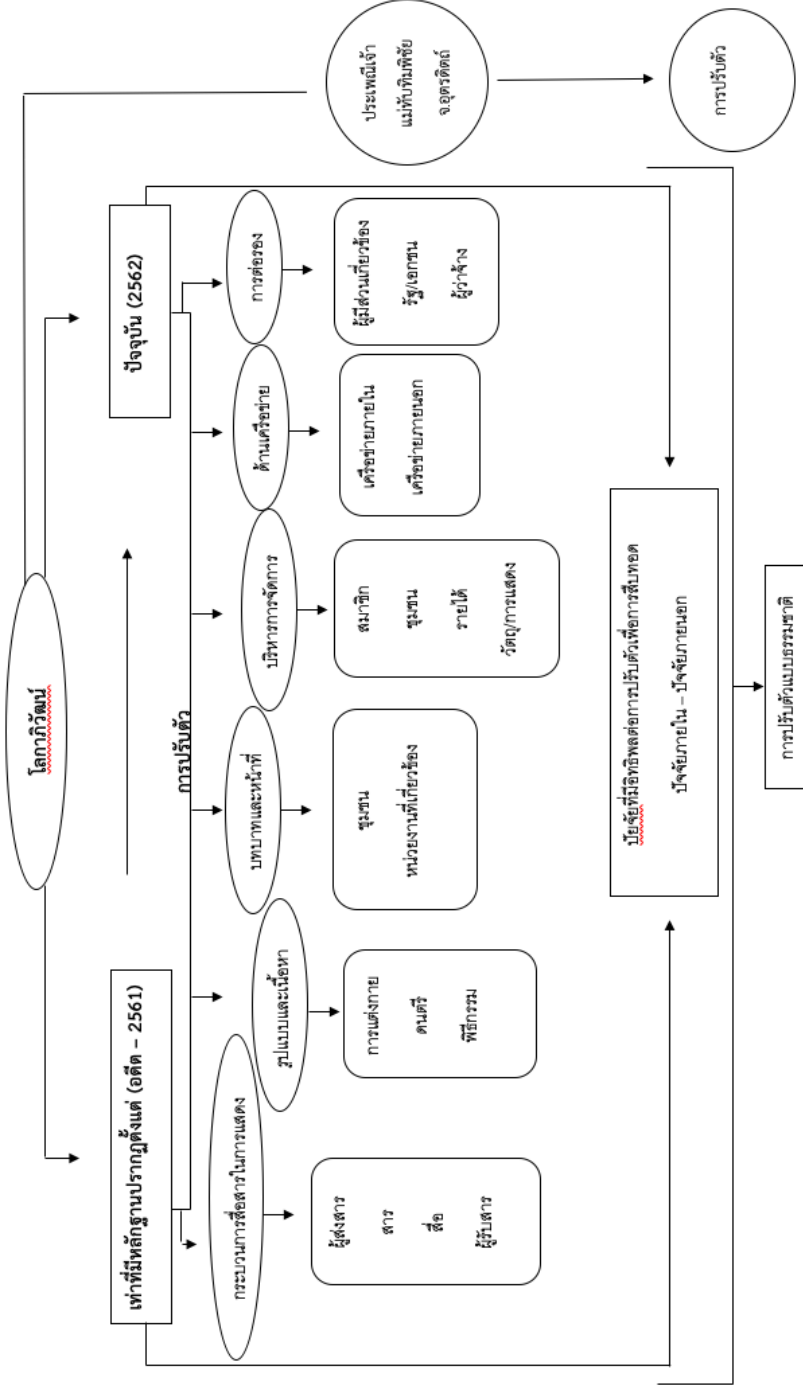 โลกาภิวัฒน์
เท่าที่มีหลักฐานปรากฏตั้งแต่ (อดีต – 2561)
ปัจจุบัน (2562)
การปรับตัว
กระบวนการสื่อสารในการแสดง
รูปแบบและเนื้อหา
บทบาทและหน้าที่
บริหารการจัดการ
ด้านเครือข่าย
การต่อรอง
ผู้ส่งสาร
สาร
สื่อ
ผู้รับสาร
การแต่งกาย
ดนตรี
พิธีกรรม
ชุมชน
หน่วยงานที่เกี่ยวข้อง
สมาชิก
ชุมชน
รายได้
วัตถุ/การแสดง
เครือข่ายภายใน
เครือข่ายภายนอก
ผู้มีส่วนเกี่ยวข้อง
รัฐ/เอกชน
ผู้ว่าจ้าง
ประเพณีเจ้า
แม่ทับทิมพิชัย
จ.อุตรดิตถ์
การปรับตัว
ปัยจัยที่มีอิทธิพลต่อการปรับตัวเพื่อการสืบทอด
ปัจจัยภายใน – ปัจจัยภายนอก
การปรับตัวแบบธรรมชาติ